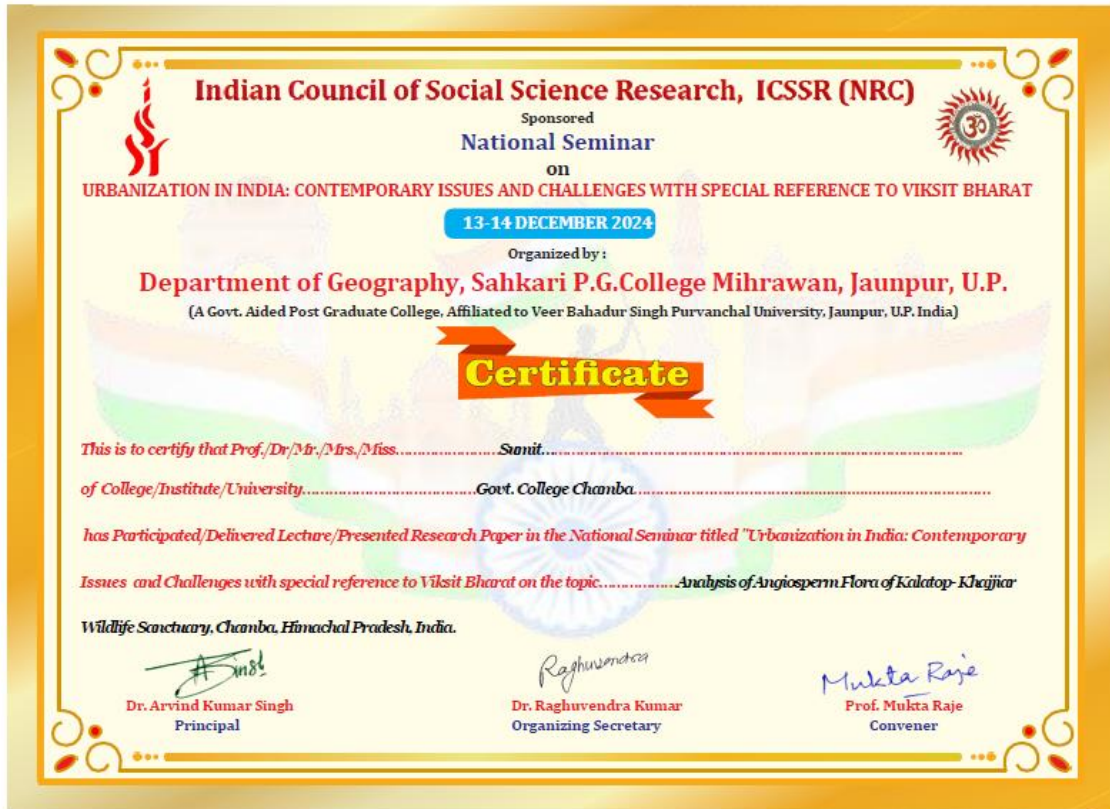 Indian Council of Social Science Research, ICSSR (NRC)
Sponsored
National Seminar
on
URBANIZATION IN INDIA: CONTEMPORARY ISSUES AND CHALLENGES WITH SPECIAL REFERENCE TO VIKSIT BHARAT
13-14 DECEMBER 2024
Organized by :
Department of Geography, Sahkari P.G.College Mihrawan, Jaunpur, U.P.
(A Govt. Aided Post Graduate College, Affiliated to Veer Bahadur Singh Purvanchal University, Jaunpur, U.P. India)
Certificate
This is to certify that Prof./Dr/Mr./Mrs./Miss......................Sumit.................................................................................
of College/Institute/University.....................................Govt. College Chamba.......................................................................
has Participated/Delivered Lecture/Presented Research Paper in the National Seminar titled "Urbanization in India: Contemporary
Issues and Challenges with special reference to Viksit Bharat on the topic.................Analysis of Angiosperm Flora of Kalatop- Khajjiar
Wildlife Sanctuary, Chamba, Himachal Pradesh, India.
ASingh Raghuvendra Mukta Raje
Dr. Arvind Kumar Singh Dr. Raghuvendra Kumar Prof. Mukta Raje
Principal Organizing Secretary Convener
ॐ